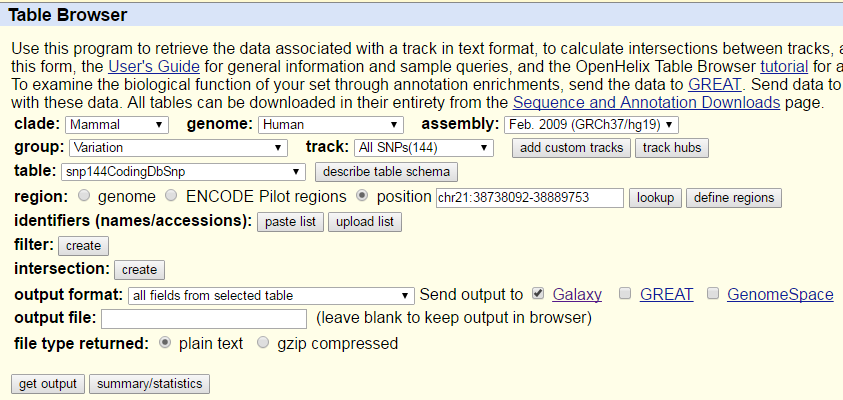 Table Browser
Use this program to retrieve the data associated with a track in text format, to calculate intersections between tracks, a
this form, the User's Guide for general information and sample queries, and the OpenHelix Table Browser tutorial for a
To examine the biological function of your set through annotation enrichments, send the data to GREAT. Send data to
with these data. All tables can be downloaded in their entirety from the Sequence and Annotation Downloads page.
clade: Mammal genome: Human assembly: Feb. 2009 (GRCh37/hg19)
group: Variation track: All SNPs(144) add custom tracks track hubs
table: snp144CodingDbSnp describe table schema
region: genome ENCODE Pilot regions position chr21:38738092-38889753 lookup define regions
identifiers (names/accessions): paste list upload list
filter: create
intersection: create
output format: all fields from selected table Send output to Galaxy GREAT GenomeSpace
output file: (leave blank to keep output in browser)
file type returned: plain text gzip compressed
get output summary/statistics